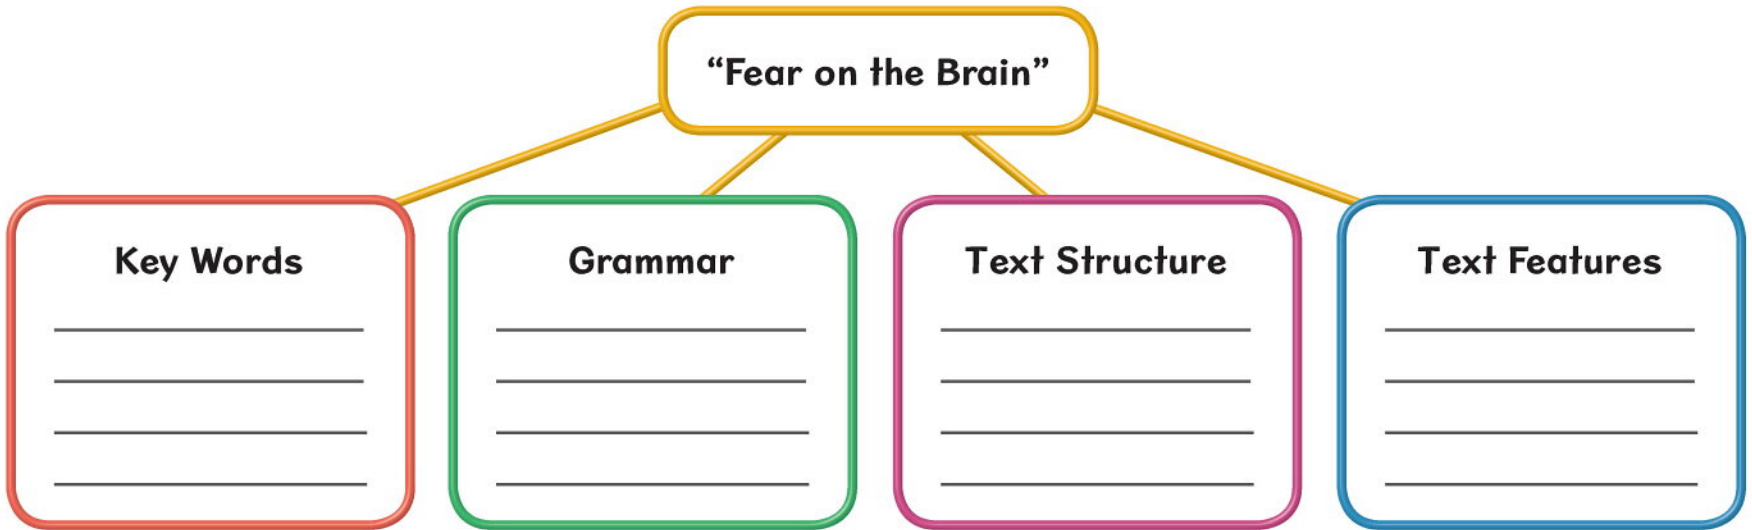 “Fear on the Brain”
Key Words
Grammar
Text Structure
Text Features